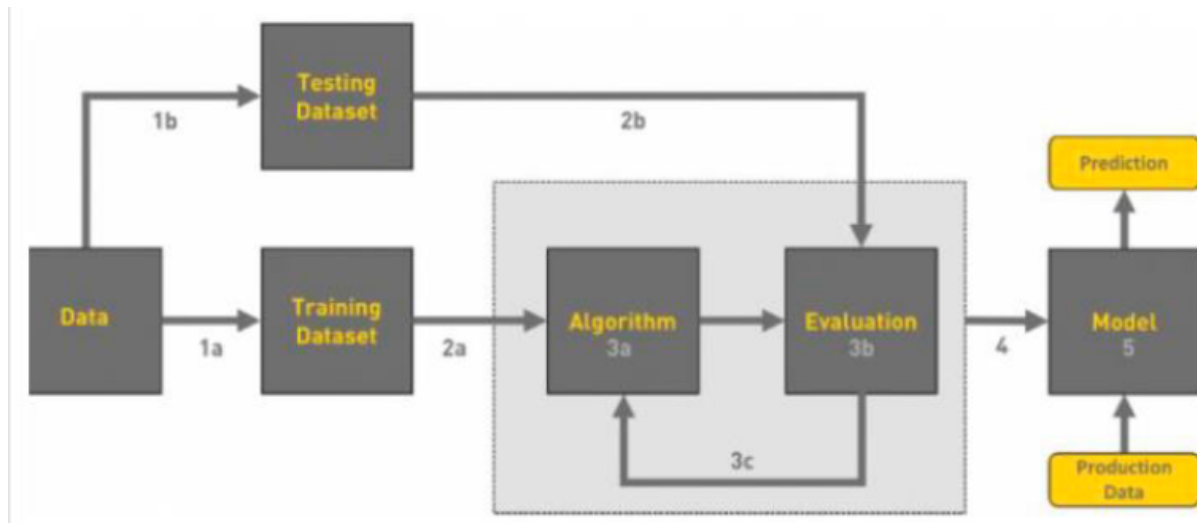 Testing
Dataset
1b
2b
Prediction
Data
Training
Dataset
Algorithm
3a
Evaluation
3b
Model
5
1a
2a
4
3c
Production
Data